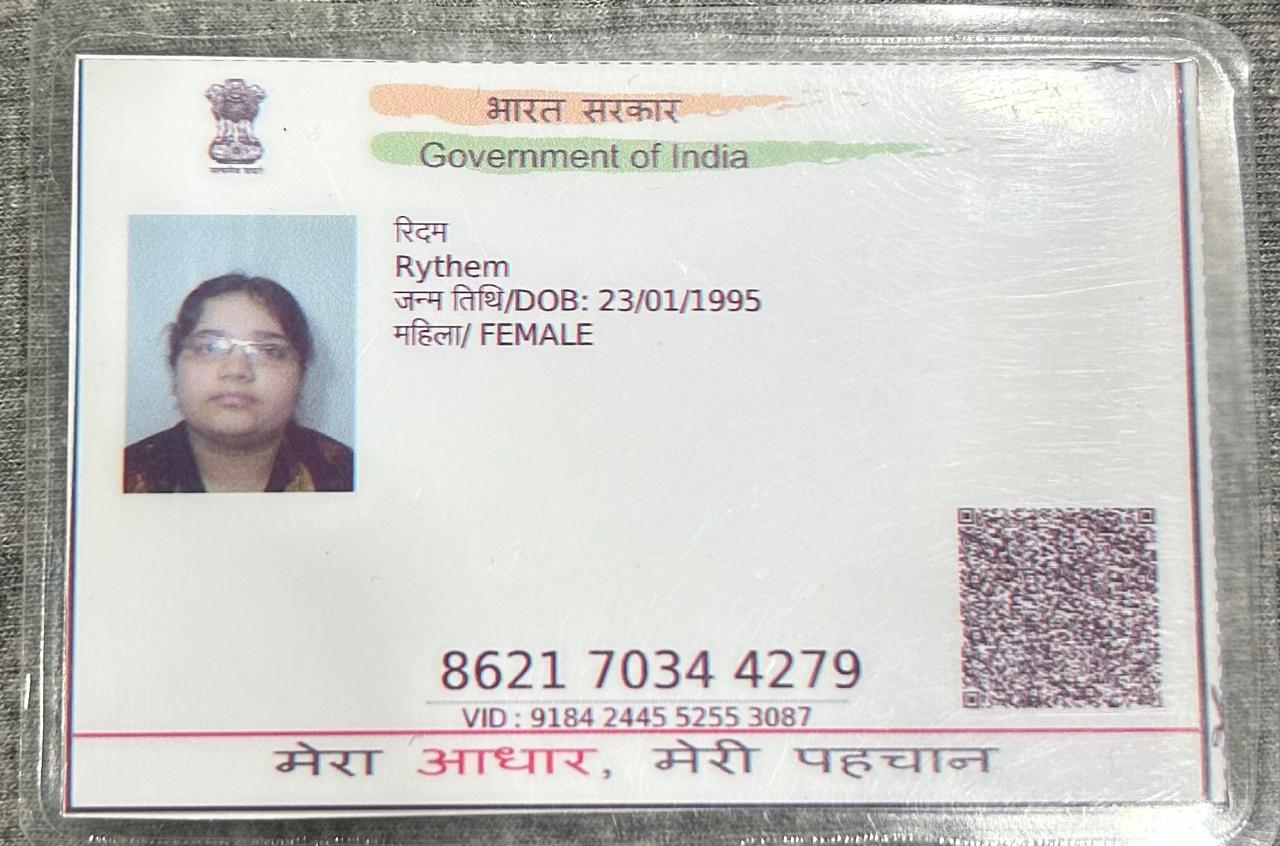 भारत सरकार
Government of India
रिदम
Rythem
जन्म तिथि/DOB: 23/01/1995
महिला/ FEMALE
8621 7034 4279
VID : 9184 2445 5255 3087
मेरा आधार, मेरी पहचान